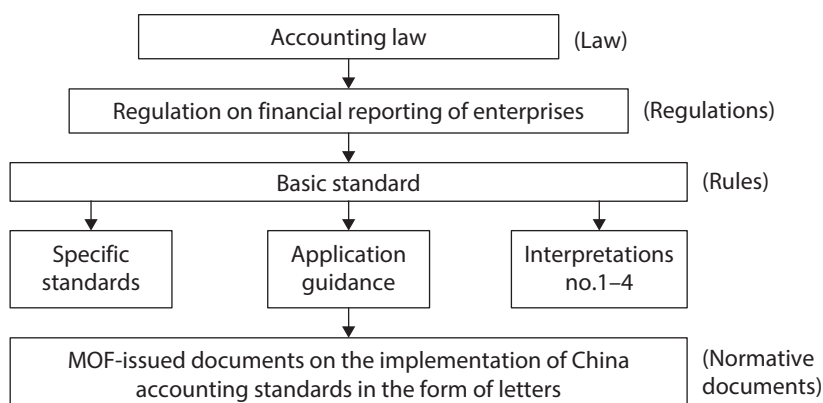 Accounting law
(Law)
Regulation on financial reporting of enterprises
(Regulations)
Basic standard
(Rules)
Specific
standards
Application
guidance
Interpretations
no.1–4
MOF-issued documents on the implementation of China
accounting standards in the form of letters
(Normative
documents)